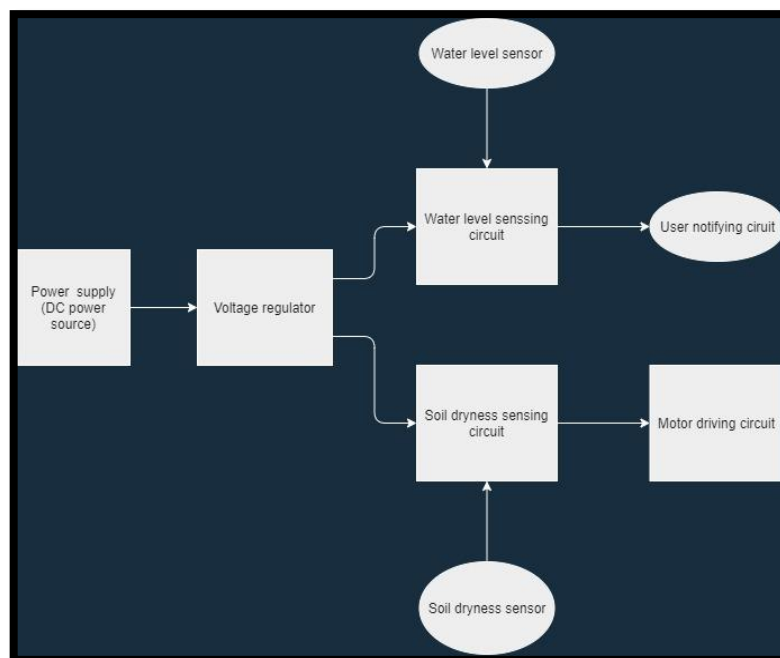 Water level sensor
Water level senssing
circuit
User notifying ciruit
Power supply
(DC power
source)
Voltage regulator
Soil dryness sensing
circuit
Motor driving circuit
Soil dryness sensor